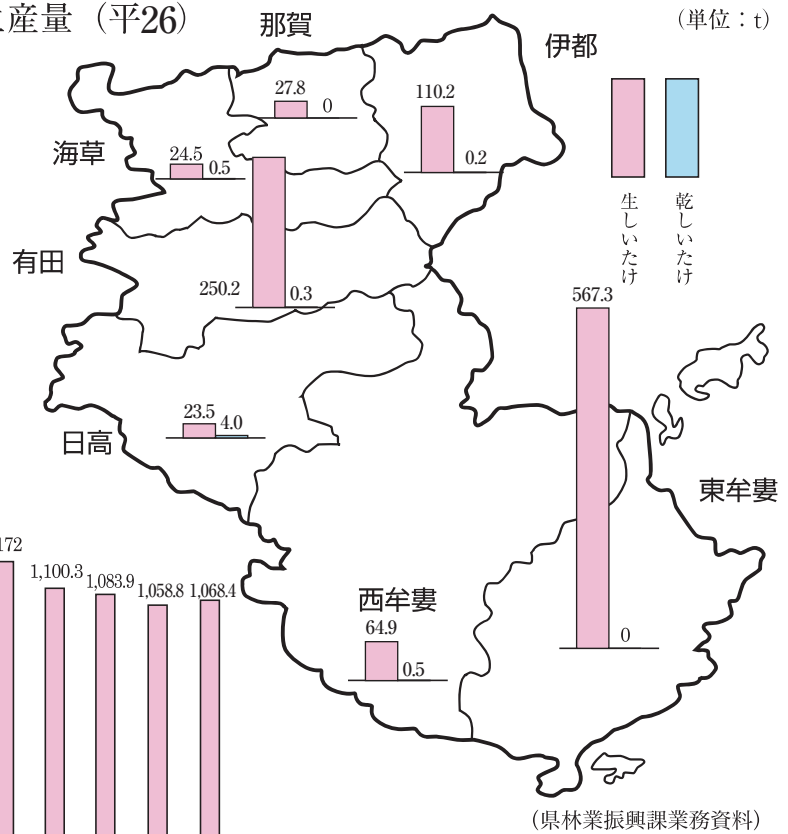 産量（平26）
（単位：t）
那賀
伊都
27.8
0
110.2
0.2
海草
24.5
0.5
生しいたけ
乾しいたけ
有田
250.2
0.3
567.3
日高
23.5
4.0
東牟婁
172
1,100.3
1,083.9
1,058.8
1,068.4
西牟婁
64.9
0.5
0
（県林業振興課業務資料）